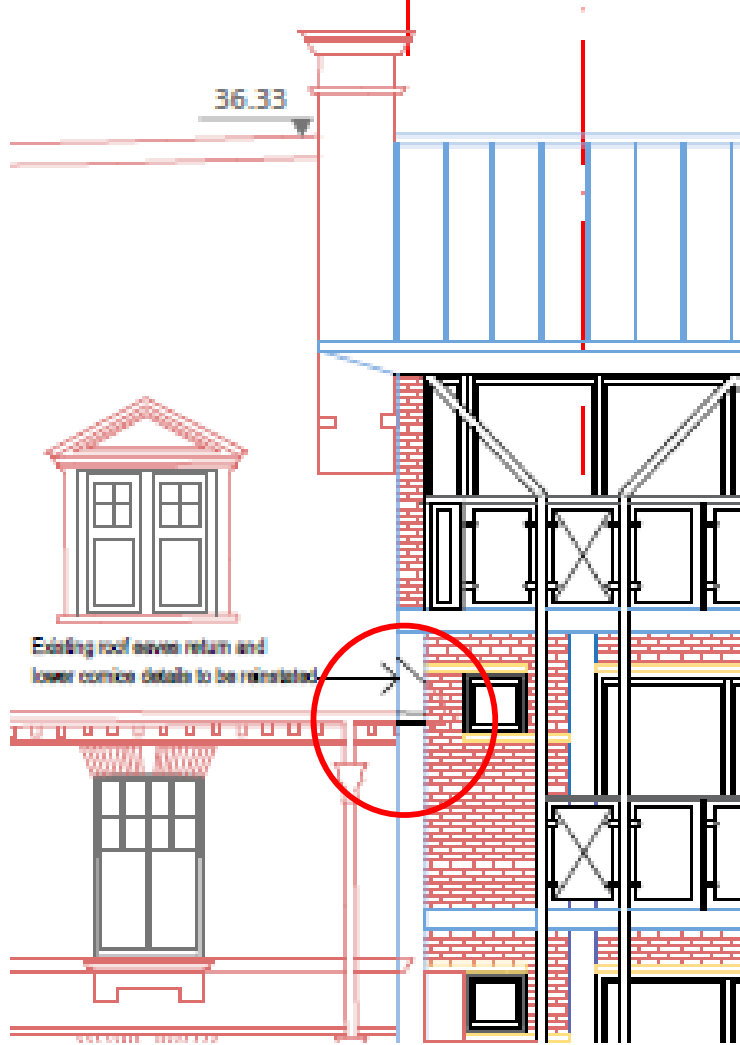 36.33
Existing roof eaves return and
lower cornice details to be reinstated